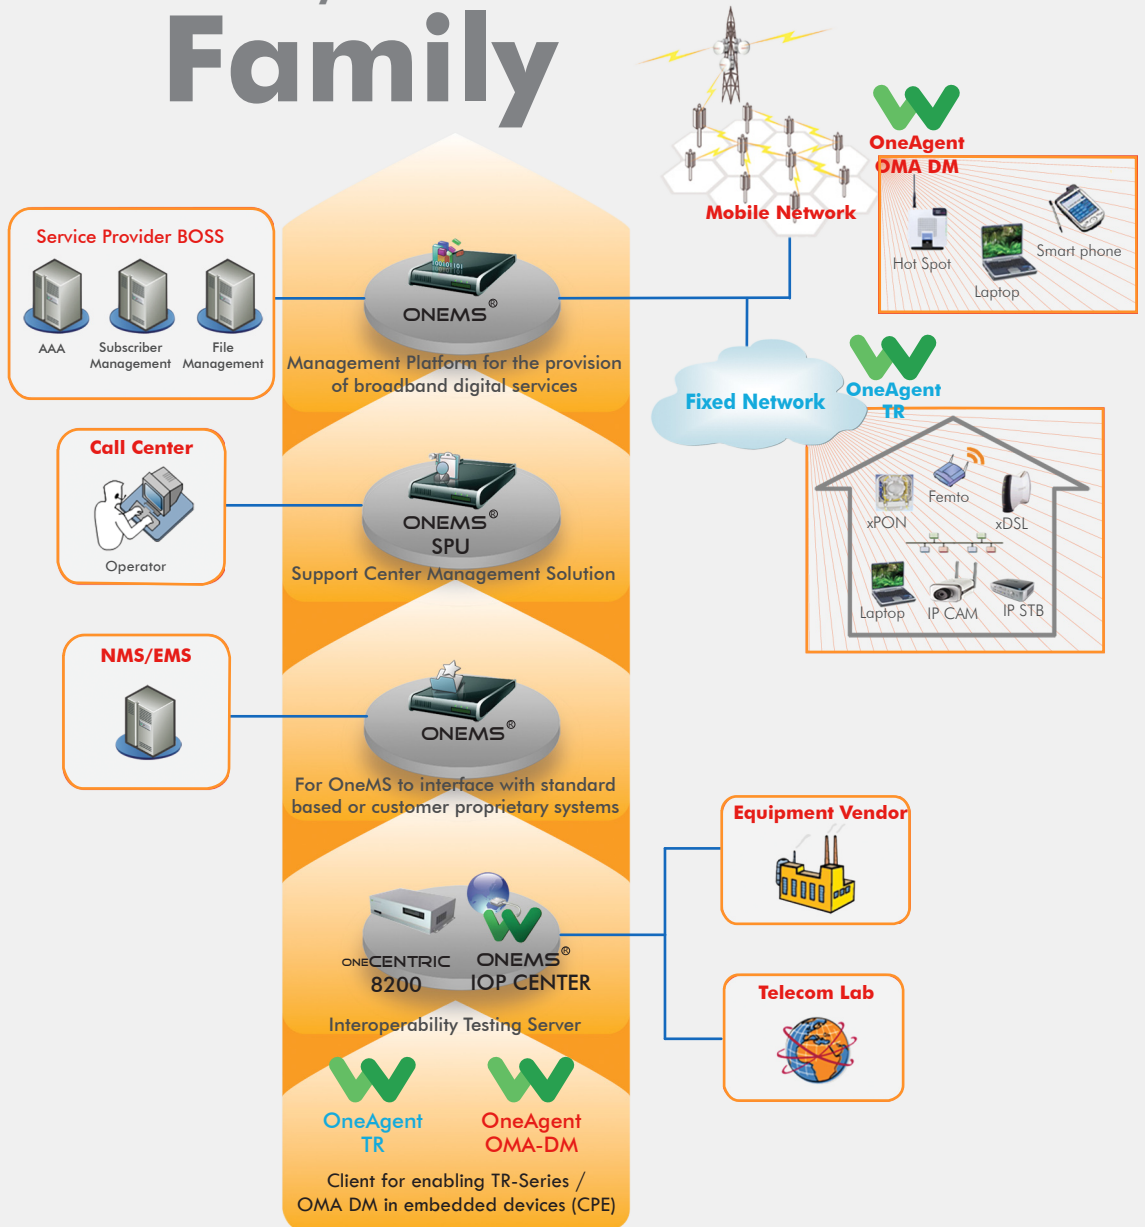 Family
OneAgent
OMA DM
Mobile Network
Hot Spot
Laptop
Smart phone
Service Provider BOSS
AAA
Subscriber
Management
File
Management
ONEMS®
Management Platform for the provision
of broadband digital services
Fixed Network
OneAgent
TR
xPON
Femto
xDSL
Laptop
IP CAM
IP STB
Call Center
Operator
ONEMS®
SPU
Support Center Management Solution
NMS/EMS
ONEMS®
For OneMS to interface with standard
based or customer proprietary systems
Equipment Vendor
ONECENTRIC
8200
ONEMS®
IOP CENTER
Interoperability Testing Server
Telecom Lab
OneAgent
TR
OneAgent
OMA-DM
Client for enabling TR-Series /
OMA DM in embedded devices (CPE)